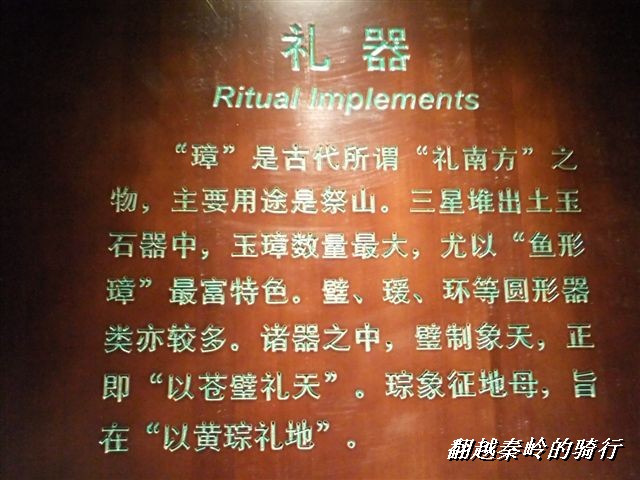 礼器
Ritual Implements
“璋”是古代所谓“礼南方”之
物，主要用途是祭山。三星堆出土玉
石器中，玉璋数量最大，尤以“鱼形
璋”最富特色。璧、瑗、环等圆形器
类亦较多。诸器之中，璧制象天，正
即“以苍璧礼天”。琮象征地母，旨
在“以黄琮礼地”。
翻越秦岭的骑行